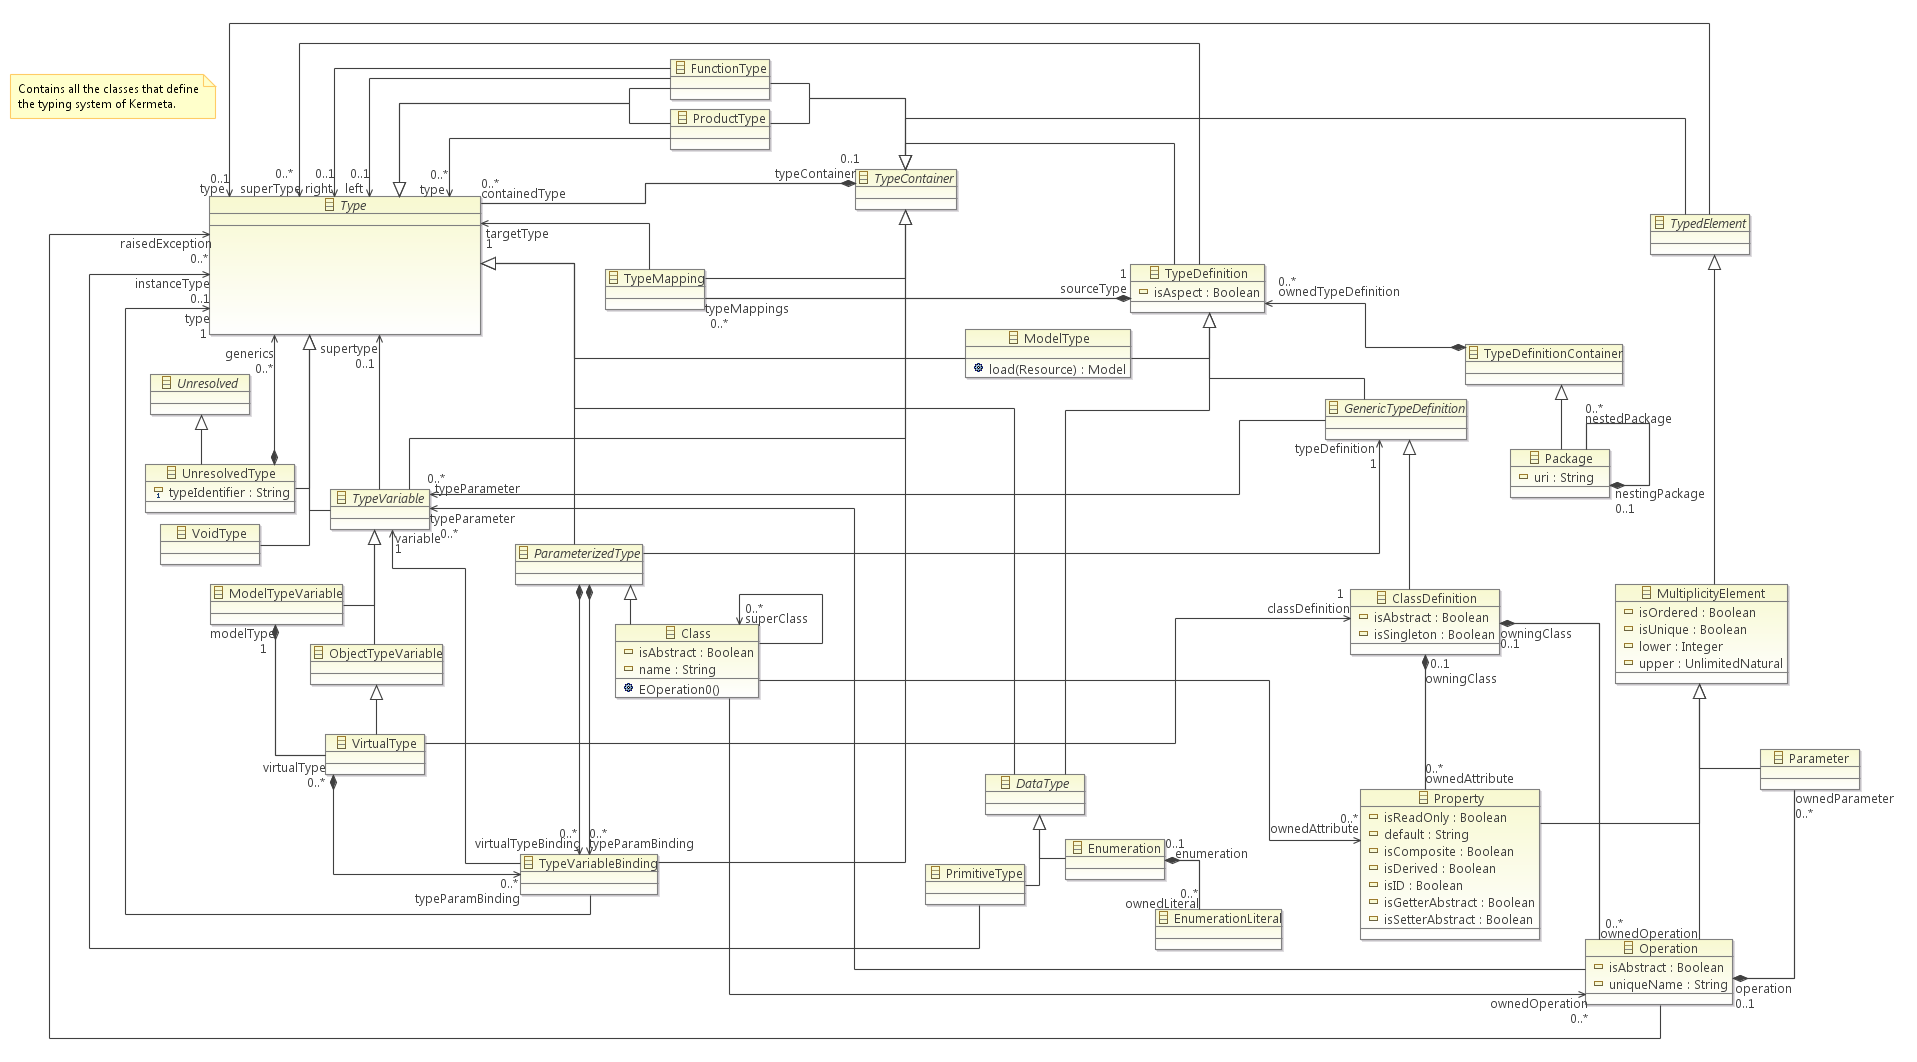 Contains all the classes that define
the typing system of Kermeta.
FunctionType
ProductType
0..1
type
0..*
superType
0..1
right
0..1
left
0..*
type
0..*
containedType
0..1
typeContainer
TypeContainer
Type
raisedException
0..*
instanceType
0..1
type
1
targetType
1
TypeMapping
typeMappings
0..*
1
sourceType
TypeDefinition
isAspect : Boolean
0..*
ownedTypeDefinition
TypedElement
ModelType
load(Resource) : Model
TypeDefinitionContainer
generics
0..*
supertype
0..1
Unresolved
GenericTypeDefinition
typeDefinition
1
0..*
nestedPackage
Package
uri : String
nestingPackage
0..1
UnresolvedType
typeIdentifier : String
0..*
typeParameter
TypeVariable
typeParameter
0..*
variable
1
VoidType
ParameterizedType
ModelTypeVariable
modelType
1
ObjectTypeVariable
0..*
superClass
Class
isAbstract : Boolean
name : String
EOperation0()
1
classDefinition
ClassDefinition
isAbstract : Boolean
isSingleton : Boolean
owningClass
0..1
0..1
owningClass
MultiplicityElement
isOrdered : Boolean
isUnique : Boolean
lower : Integer
upper : UnlimitedNatural
VirtualType
virtualType
0..*
Parameter
ownedParameter
0..*
DataType
0..*
ownedAttribute
Property
isReadOnly : Boolean
default : String
isComposite : Boolean
isDerived : Boolean
isID : Boolean
isGetterAbstract : Boolean
isSetterAbstract : Boolean
0..*
ownedAttribute
0..*
virtualTypeBinding
0..*
typeParamBinding
TypeVariableBinding
0..*
typeParamBinding
Enumeration
0..1
enumeration
PrimitiveType
0..*
ownedLiteral
EnumerationLiteral
0..*
ownedOperation
Operation
isAbstract : Boolean
uniqueName : String
operation
0..1
ownedOperation
0..*